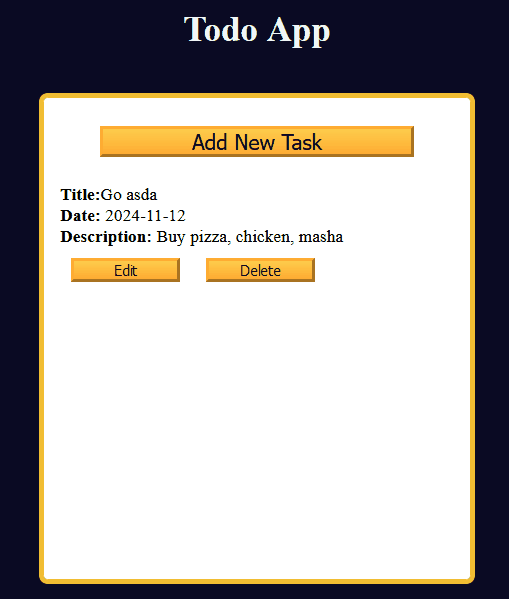 Todo App
Add New Task
Title:Go asda
Date: 2024-11-12
Description: Buy pizza, chicken, masha
Edit Delete